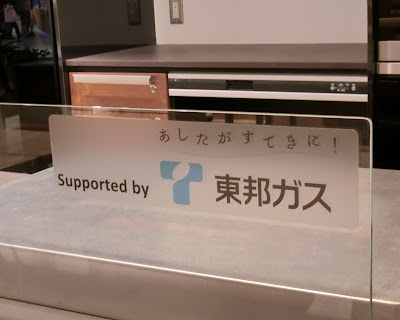 あしたがすてきに!
Supported by 東邦ガス